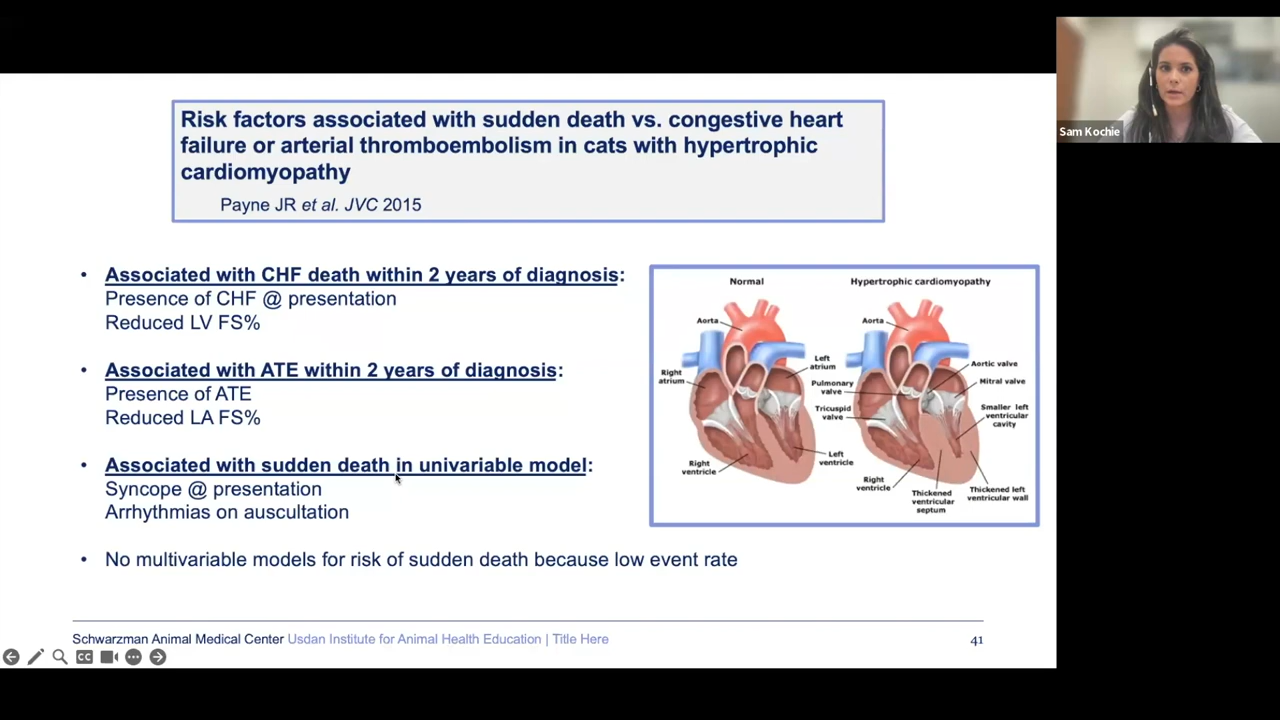 Risk factors associated with sudden death vs. congestive heart
failure or arterial thromboembolism in cats with hypertrophic
cardiomyopathy
Payne JR et al. JVC 2015
• Associated with CHF death within 2 years of diagnosis:
Presence of CHF @ presentation
Reduced LV FS%
• Associated with ATE within 2 years of diagnosis:
Presence of ATE
Reduced LA FS%
• Associated with sudden death in univariable model:
Syncope @ presentation
Arrhythmias on auscultation
• No multivariable models for risk of sudden death because low event rate
Normal
Aorta
Right
atrium
Left
atrium
Pulmonary
valve
Tricuspid
valve
Right
ventricle
Left
ventricle
Hypertrophic cardiomyopathy
Aorta
Aortic valve
Mitral valve
Smaller left
ventricular
cavity
Right
ventricle
Thickened
ventricular
septum
Thickened left
ventricular wall
Schwarzman Animal Medical Center Usdan Institute for Animal Health Education | Title Here
41
CC
Sam Kochie